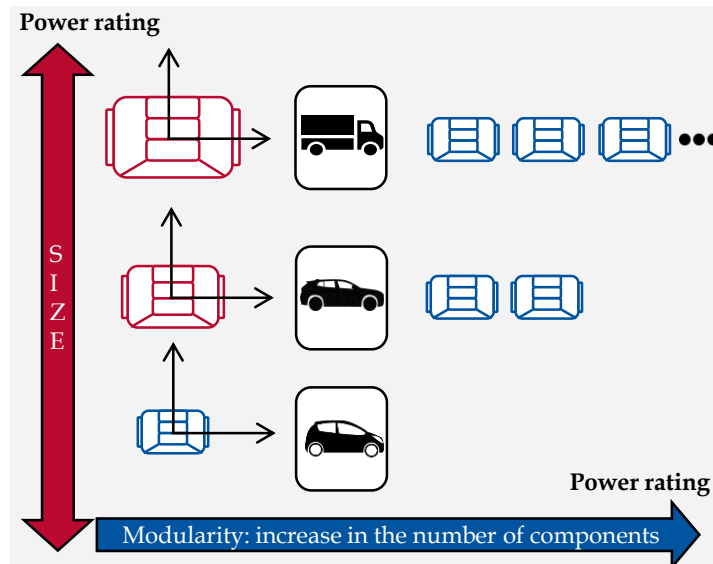 Power rating
S
I
Z
E
Power rating
Modularity: increase in the number of components